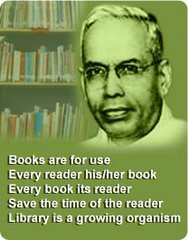 Books are for use
Every reader his/her book
Every book its reader
Save the time of the reader
Library is a growing organism